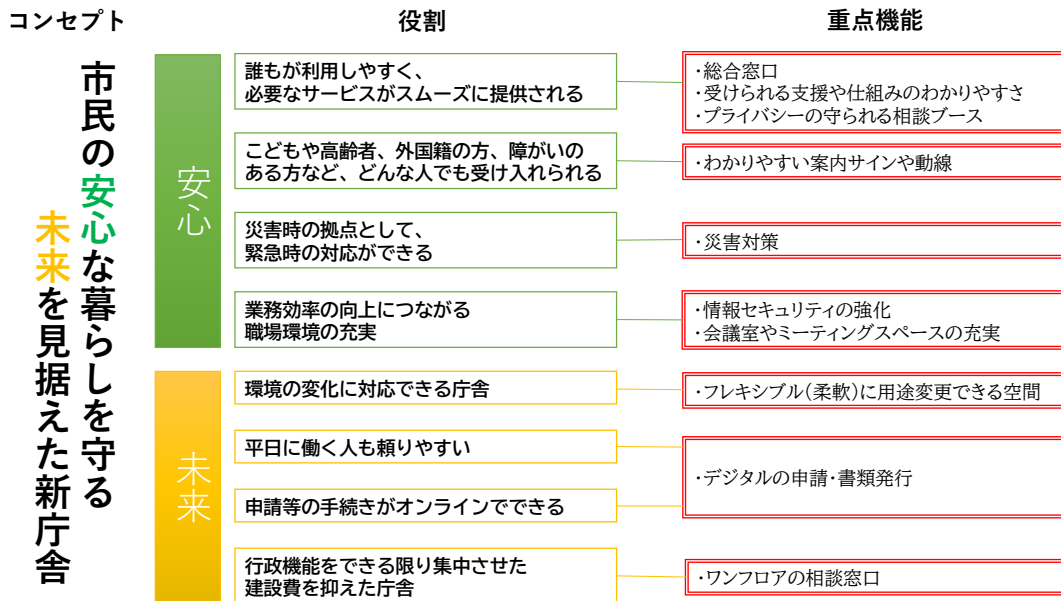 コンセプト
役割
重点機能
市民の安心な暮らしを守る
未来を見据えた新庁舎
安心
誰もが利用しやすく、
必要なサービスがスムーズに提供される
・総合窓口
・受けられる支援や仕組みのわかりやすさ
・プライバシーの守られる相談ブース
こどもや高齢者、外国籍の方、障がいの
ある方など、どんな人でも受け入れられる
・わかりやすい案内サインや動線
災害時の拠点として、
緊急時の対応ができる
・災害対策
業務効率の向上につながる
職場環境の充実
・情報セキュリティの強化
・会議室やミーティングスペースの充実
未来
環境の変化に対応できる庁舎
・フレキシブル(柔軟)に用途変更できる空間
平日に働く人も頼りやすい
申請等の手続きがオンラインでできる
・デジタルの申請・書類発行
行政機能をできる限り集中させた
建設費を抑えた庁舎
・ワンフロアの相談窓口